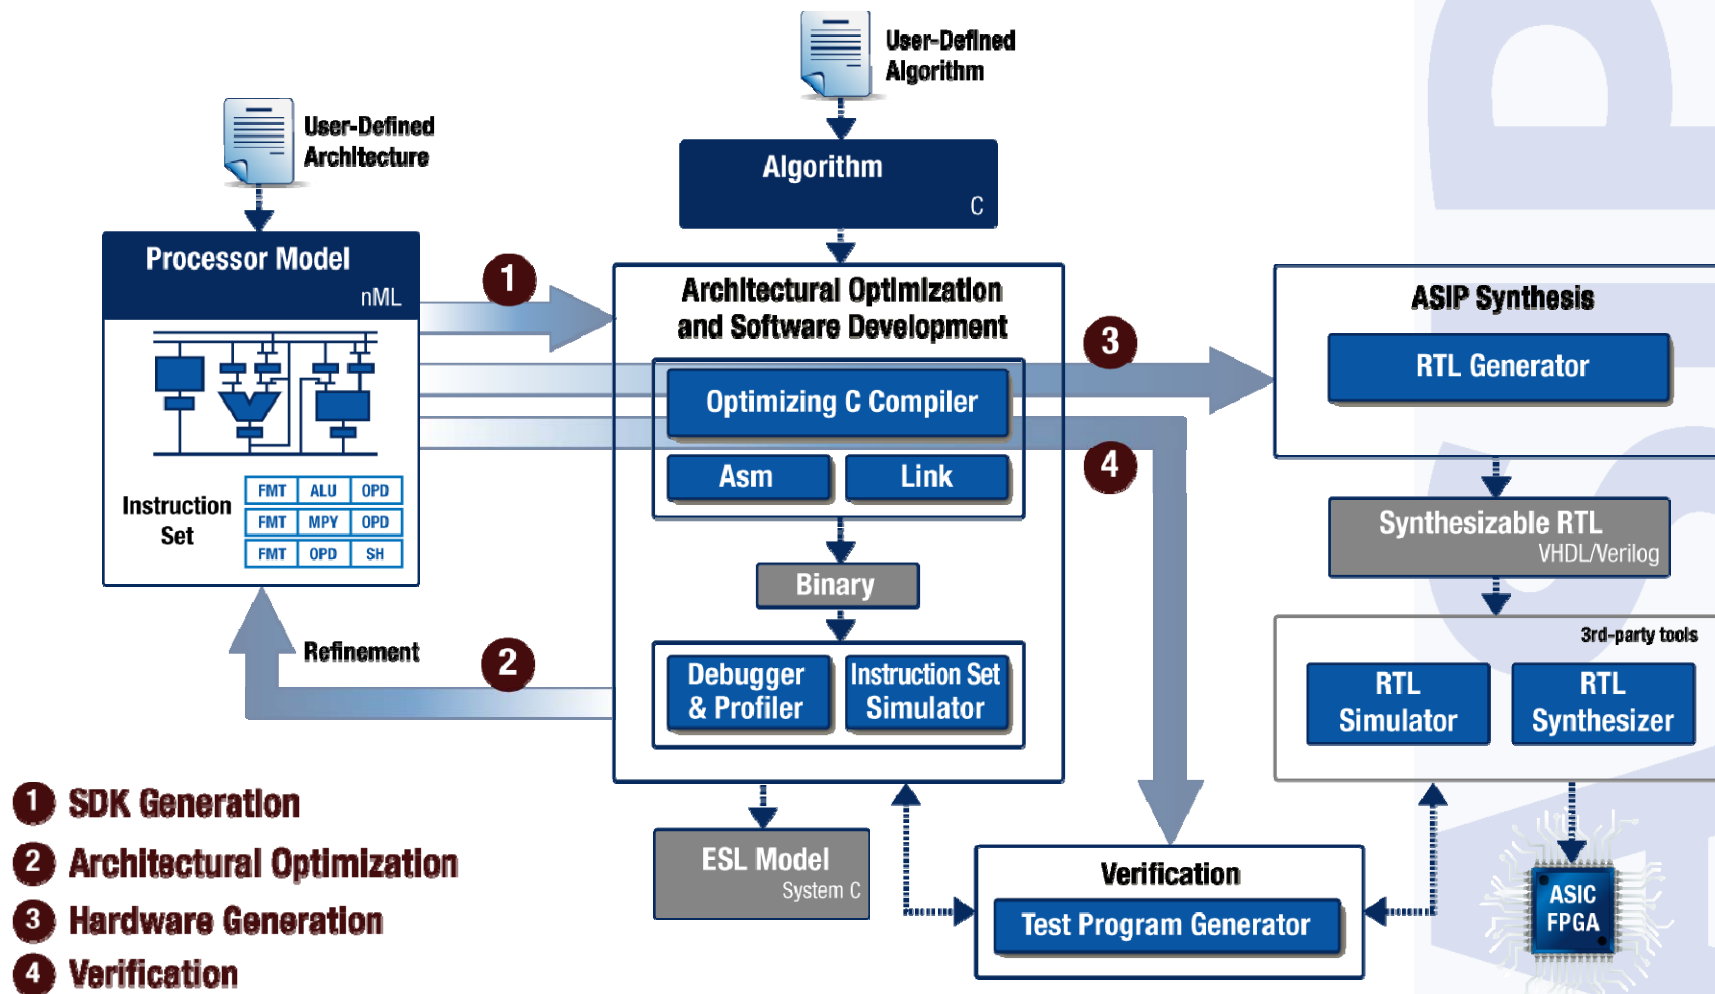 User-Defined
Algorithm
User-Defined
Architecture
Algorithm
C
Processor Model
nML
Instruction
Set
FMT ALU OPD
FMT MPY OPD
FMT OPD SH
1
Architectural Optimization
and Software Development
Optimizing C Compiler
Asm
Link
Binary
Debugger
& Profiler
Instruction Set
Simulator
Refinement
2
3
4
ASIP Synthesis
RTL Generator
Synthesizable RTL
VHDL/Verilog
3rd-party tools
RTL
Simulator
RTL
Synthesizer
ESL Model
System C
Verification
Test Program Generator
ASIC
FPGA
1 SDK Generation
2 Architectural Optimization
3 Hardware Generation
4 Verification